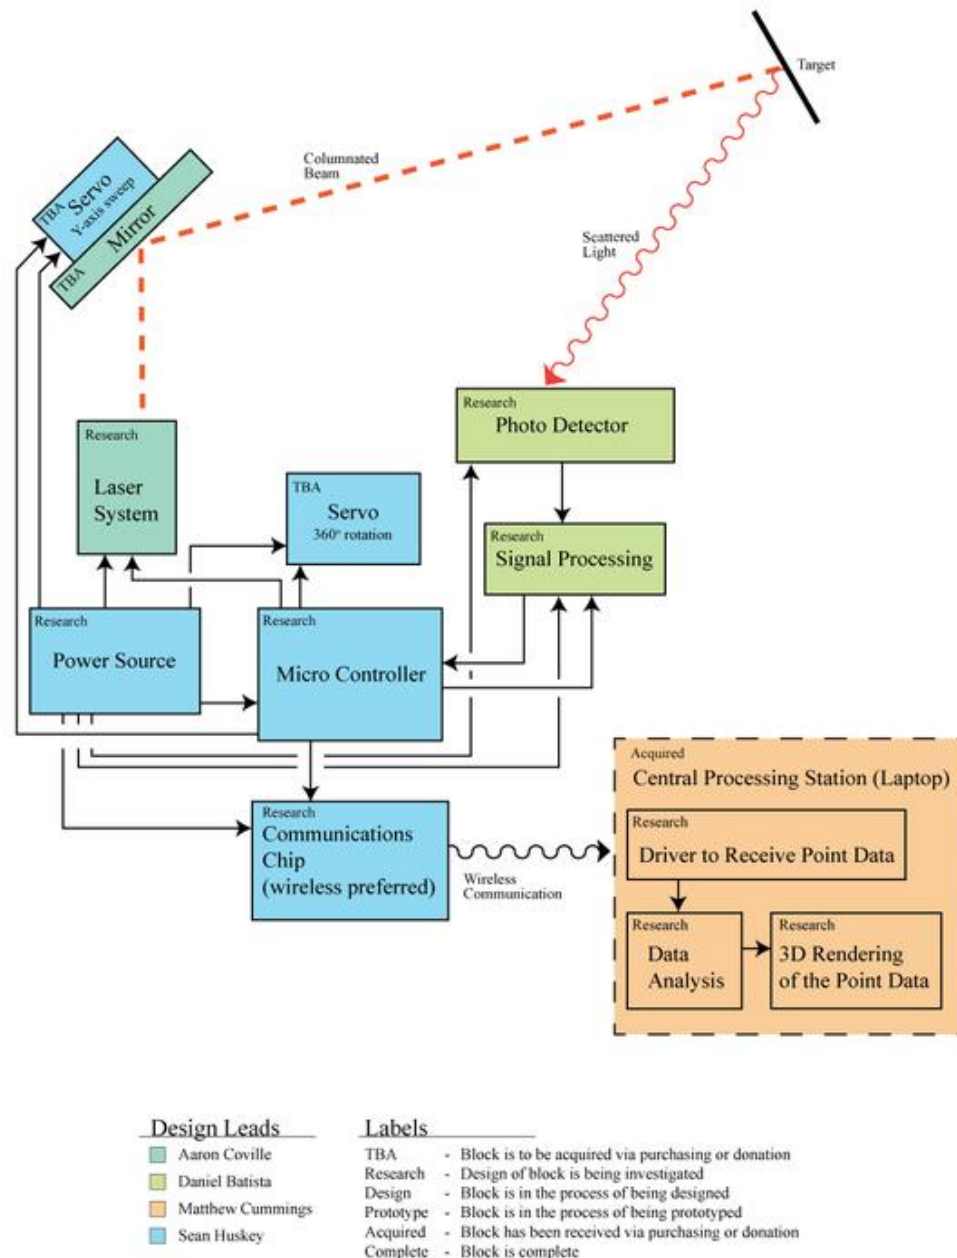 Target
Columnated
Beam
TBA
Servo
Y-axis sweep
TBA
Mirror
Scattered
Light
Research
Photo Detector
Research
Laser
System
TBA
Servo
360° rotation
Research
Signal Processing
Research
Power Source
Research
Micro Controller
Research
Communications
Chip
(wireless preferred)
Wireless
Communication
Acquired
Central Processing Station (Laptop)
Research
Driver to Receive Point Data
Research
Data
Analysis
Research
3D Rendering
of the Point Data
Design Leads
Aaron Coville
Daniel Batista
Matthew Cummings
Sean Huskey
Labels
TBA - Block is to be acquired via purchasing or donation
Research - Design of block is being investigated
Design - Block is in the process of being designed
Prototype - Block is in the process of being prototyped
Acquired - Block has been received via purchasing or donation
Complete - Block is complete